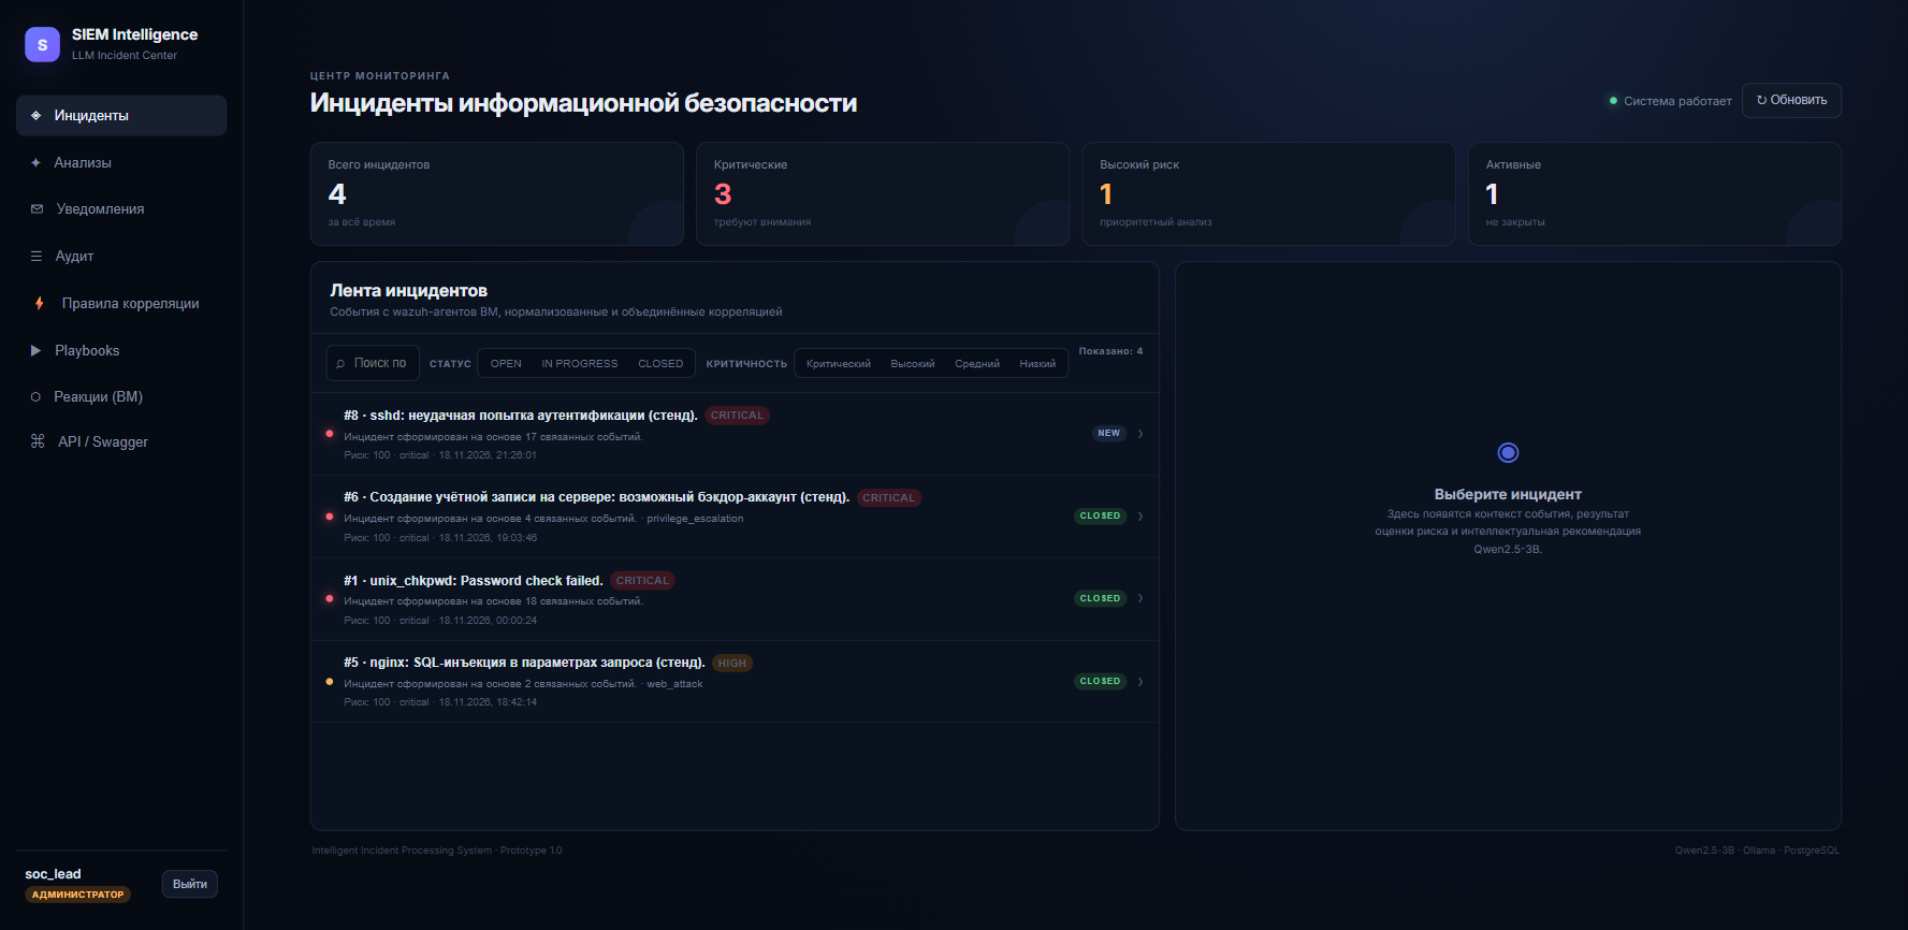 S
SIEM Intelligence
LLM Incident Center
Инциденты
Анализы
Уведомления
Аудит
Правила корреляции
Playbooks
Реакции (ВМ)
API / Swagger
soc_lead
АДМИНИСТРАТОР
Выйти
ЦЕНТР МОНИТОРИНГА
Инциденты информационной безопасности
Система работает
↻ Обновить
Всего инцидентов
4
за всё время
Критические
3
требуют внимания
Высокий риск
1
приоритетный анализ
Активные
1
не закрыты
Лента инцидентов
События с wazuh-агентов ВМ, нормализованные и объединённые корреляцией
Поиск по
СТАТУС
OPEN
IN PROGRESS
CLOSED
КРИТИЧНОСТЬ
Критический
Высокий
Средний
Низкий
Показано: 4
#8 · sshd: неудачная попытка аутентификации (стенд). CRITICAL
Инцидент сформирован на основе 17 связанных событий.
Риск: 100 · critical · 18.11.2026, 21:26:01
NEW
#6 · Создание учётной записи на сервере: возможный бэкдор-аккаунт (стенд). CRITICAL
Инцидент сформирован на основе 4 связанных событий. · privilege_escalation
Риск: 100 · critical · 18.11.2026, 19:03:46
CLOSED
#1 · unix_chkpwd: Password check failed. CRITICAL
Инцидент сформирован на основе 18 связанных событий.
Риск: 100 · critical · 18.11.2026, 00:00:24
CLOSED
#5 · nginx: SQL-инъекция в параметрах запроса (стенд). HIGH
Инцидент сформирован на основе 2 связанных событий. · web_attack
Риск: 100 · critical · 18.11.2026, 18:42:14
CLOSED
Выберите инцидент
Здесь появятся контекст события, результат
оценки риска и интеллектуальная рекомендация
Qwen2.5-3B.
Intelligent Incident Processing System · Prototype 1.0
Qwen2.5-3B · Ollama · PostgreSQL